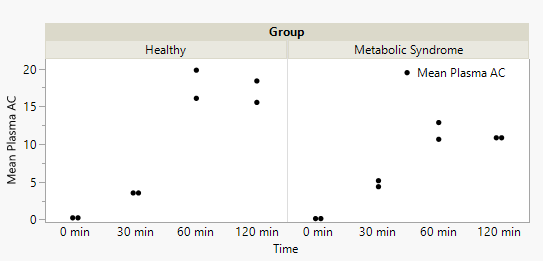 Group
Healthy Metabolic Syndrome
Mean Plasma AC
20
15
10
5
0
Mean Plasma AC
0 min 30 min 60 min 120 min 0 min 30 min 60 min 120 min
Time